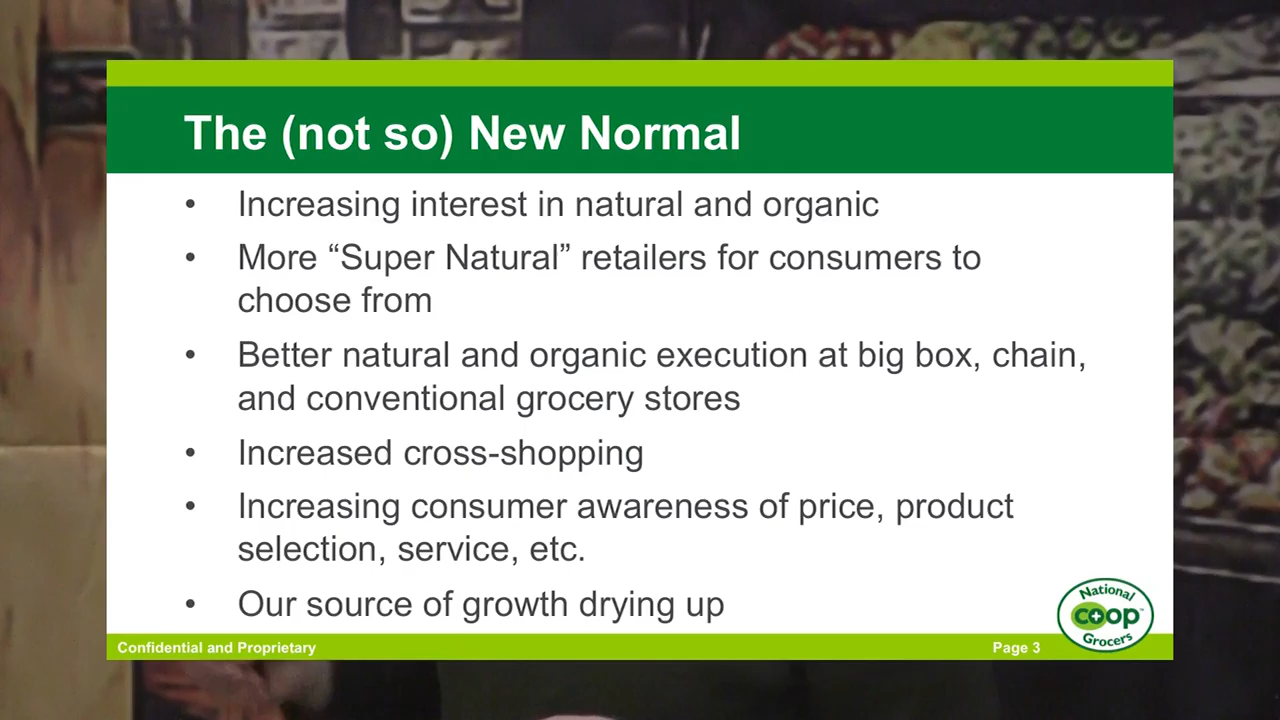 The (not so) New Normal
• Increasing interest in natural and organic
• More “Super Natural” retailers for consumers to
choose from
• Better natural and organic execution at big box, chain,
and conventional grocery stores
• Increased cross-shopping
• Increasing consumer awareness of price, product
selection, service, etc.
• Our source of growth drying up
National
co+op™
Grocers
Confidential and Proprietary
Page 3